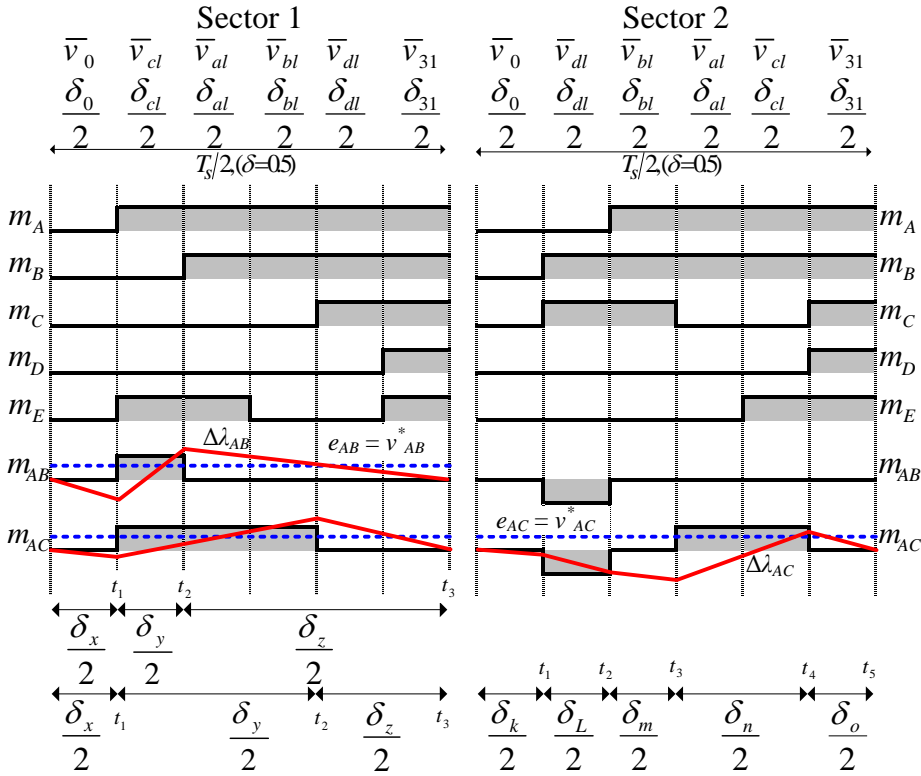 Sector 1 Sector 2
v̅₀ v̅cl v̅al v̅bl v̅dl v̅₃₁ v̅₀ v̅dl v̅bl v̅al v̅cl v̅₃₁
δ₀ δcl δal δbl δdl δ₃₁ δ₀ δdl δbl δal δcl δ₃₁
2 2 2 2 2 2 2 2 2 2 2 2
Ts/2,(δ=0.5) Ts/2,(δ=0.5)
mA mA
mB mB
mC mC
mD mD
mE mE
ΔλAB eAB = v*AB
mAB mAB
eAC = v*AC
mAC mAC
ΔλAC
t₁ t₂ t₃
δx δy δz
2 2 2
t₁ t₂ t₃ t₄ t₅
δx t₁ δy t₂ δz t₃ δk δL δm δn δo
2 2 2 2 2 2 2 2